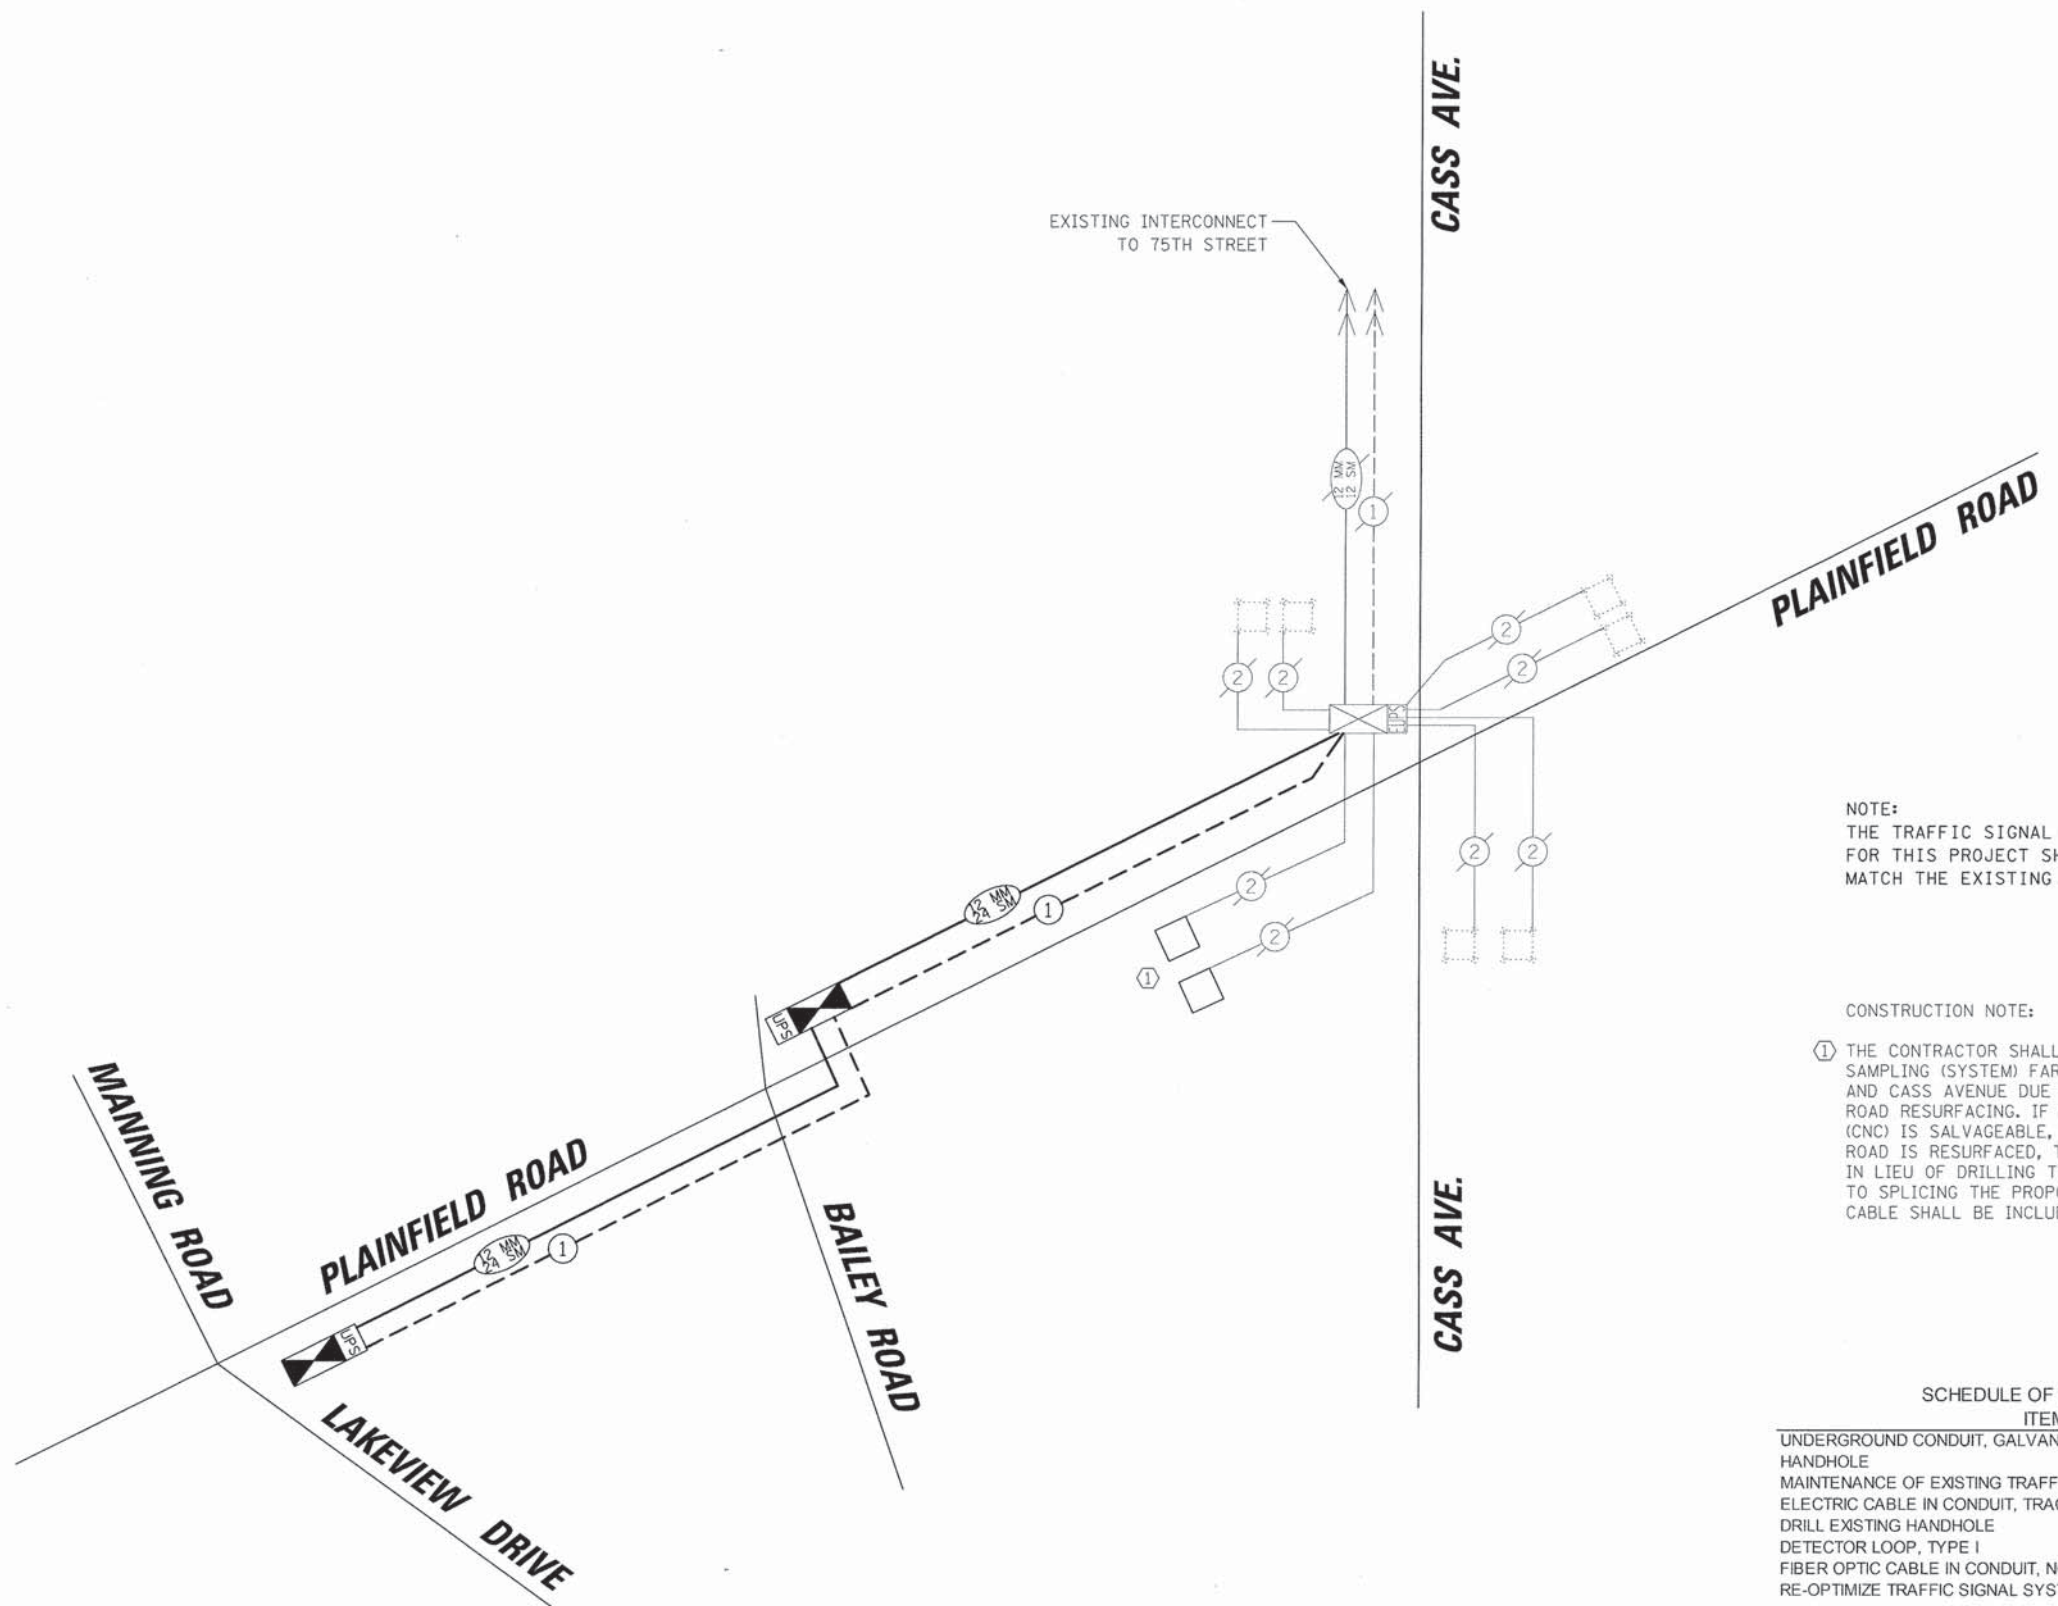 CASS AVE.
EXISTING INTERCONNECT
TO 75TH STREET
12 MM
12 SM
1
PLAINFIELD ROAD
2
2
2
2
EUPS
2
2
12 MM
24 SM
1
2
2
1
UPS
NOTE:
THE TRAFFIC SIGNAL
FOR THIS PROJECT SH
MATCH THE EXISTING
CONSTRUCTION NOTE:
1 THE CONTRACTOR SHALL
SAMPLING (SYSTEM) FAR
AND CASS AVENUE DUE
ROAD RESURFACING. IF
(CNC) IS SALVAGEABLE,
ROAD IS RESURFACED, T
IN LIEU OF DRILLING T
TO SPLICING THE PROP
CABLE SHALL BE INCLU
MANNING ROAD
PLAINFIELD ROAD
12 MM
24 SM
1
BAILEY ROAD
CASS AVE.
UPS
LAKEVIEW DRIVE
SCHEDULE OF
ITEM
UNDERGROUND CONDUIT, GALVAN
HANDHOLE
MAINTENANCE OF EXISTING TRAFF
ELECTRIC CABLE IN CONDUIT, TRA
DRILL EXISTING HANDHOLE
DETECTOR LOOP, TYPE I
FIBER OPTIC CABLE IN CONDUIT, N
RE-OPTIMIZE TRAFFIC SIGNAL SYS